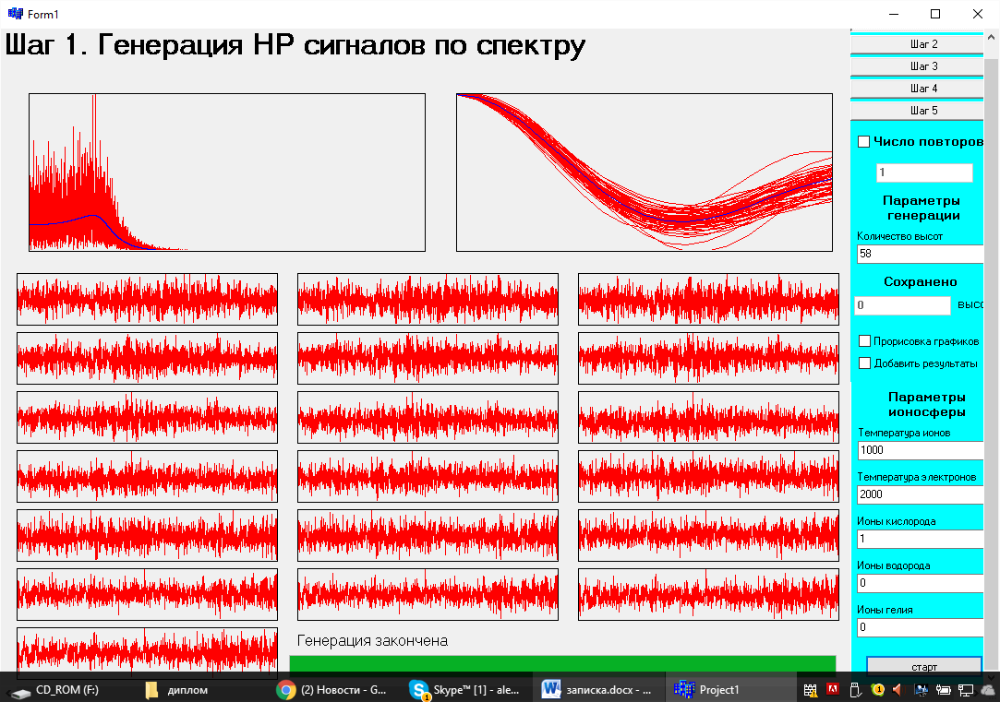 Form1
Шаг 1. Генерация НР сигналов по спектру
Шаг 2
Шаг 3
Шаг 4
Шаг 5
Число повторов
1
Параметры
генерации
Количество высот
58
Сохранено
0 высо
Прорисовка графиков
Добавить результаты
Параметры
ионосферы
Температура ионов
1000
Температура электронов
2000
Ионы кислорода
1
Ионы водорода
0
Ионы гелия
0
старт
Генерация закончена
CD_ROM (F:) диплом (2) Новости - G... Skype™ [1] - ale... записка.docx - ... Project1